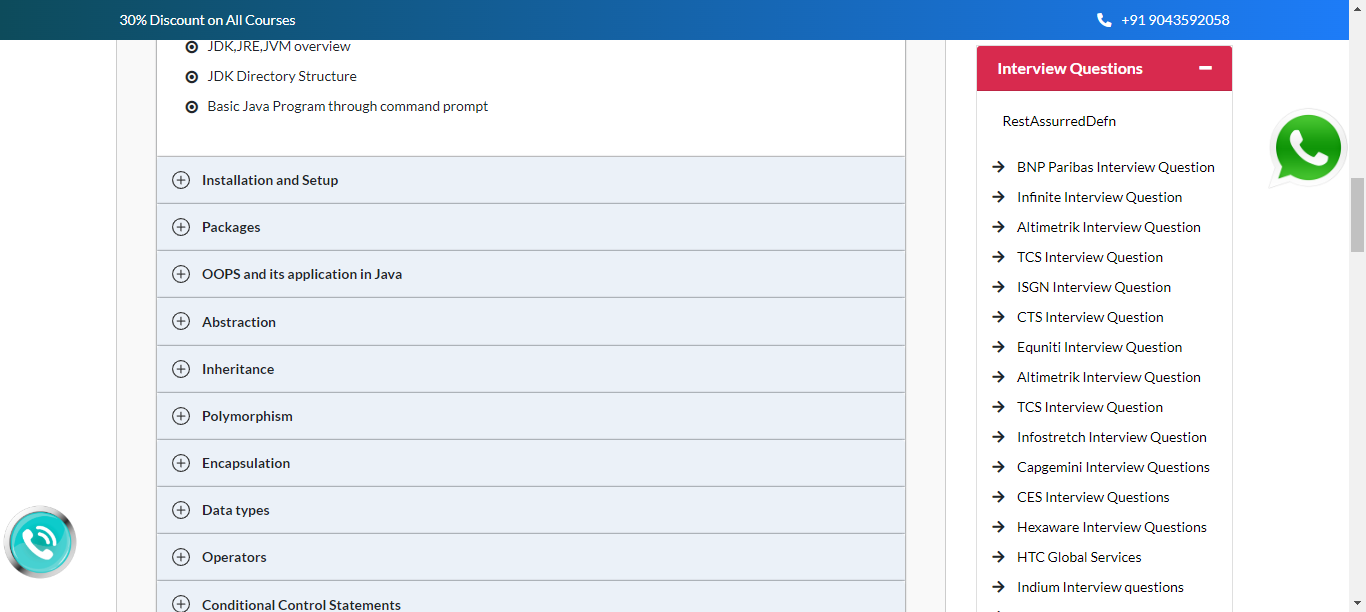 30% Discount on All Courses
+91 9043592058
JDK,JRE,JVM overview
JDK Directory Structure
Basic Java Program through command prompt
Installation and Setup
Packages
OOPS and its application in Java
Abstraction
Inheritance
Polymorphism
Encapsulation
Data types
Operators
Conditional Control Statements
Interview Questions
RestAssurredDefn
BNP Paribas Interview Question
Infinite Interview Question
Altimetrik Interview Question
TCS Interview Question
ISGN Interview Question
CTS Interview Question
Equniti Interview Question
Altimetrik Interview Question
TCS Interview Question
Infostretch Interview Question
Capgemini Interview Questions
CES Interview Questions
Hexaware Interview Questions
HTC Global Services
Indium Interview questions